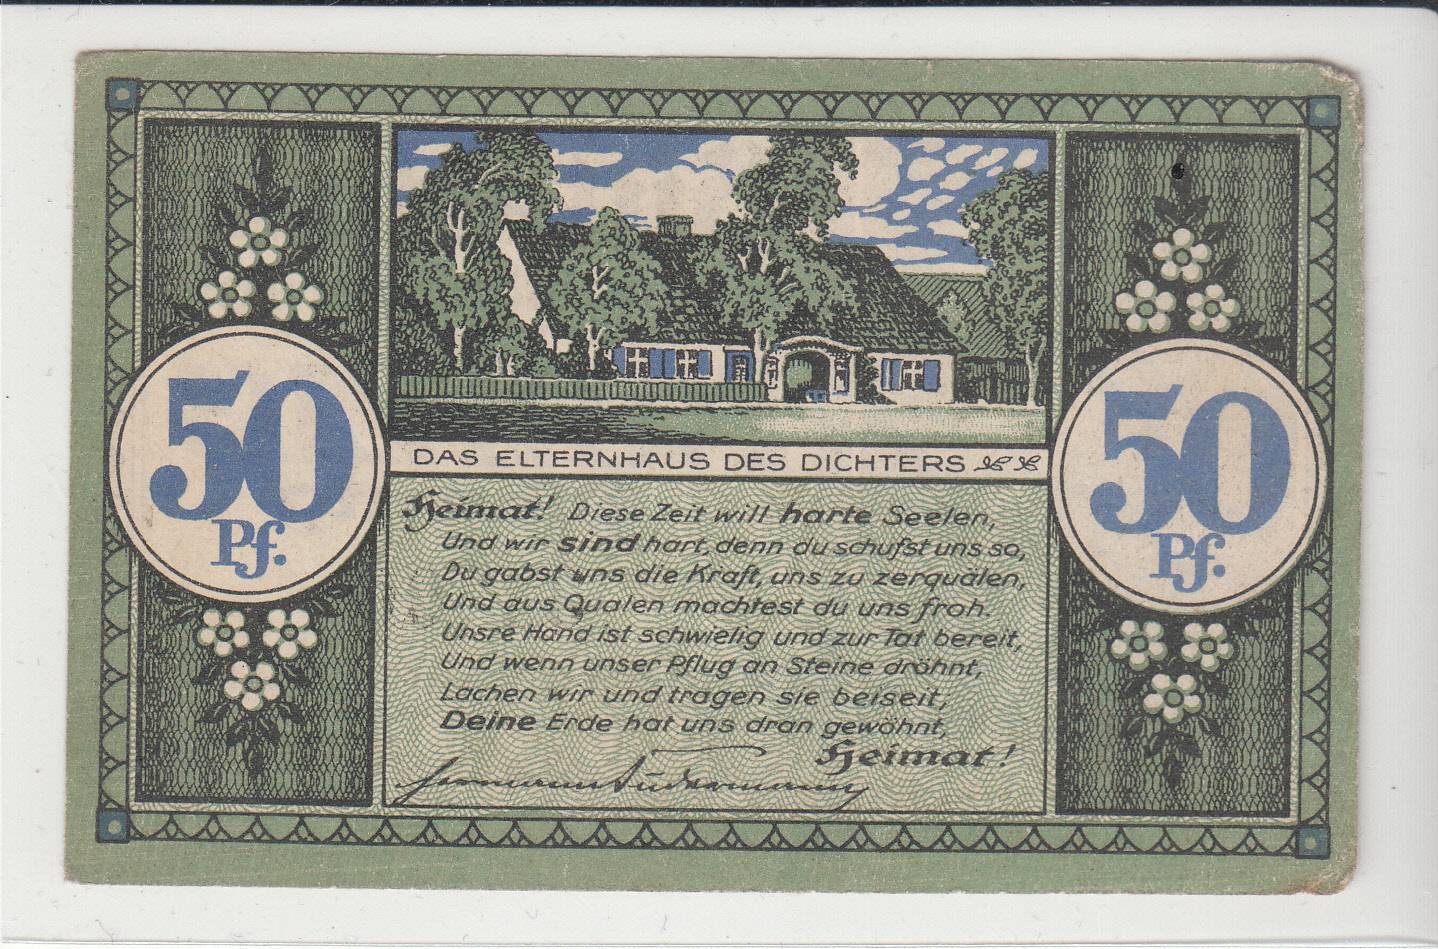 50
Pf.
DAS ELTERNHAUS DES DICHTERS
Heimat! Diese Zeit will harte Seelen,
Und wir sind hart, denn du schufst uns so,
Du gabst uns die Kraft, uns zu zerquälen,
Und aus Qualen machtest du uns froh.
Unsre Hand ist schwielig und zur Tat bereit,
Und wenn unser Pflug an Steine dröhnt,
Lachen wir und tragen sie beiseit,
Deine Erde hat uns dran gewöhnt,
Heimat!
Hermann Sudermann
50
Pf.